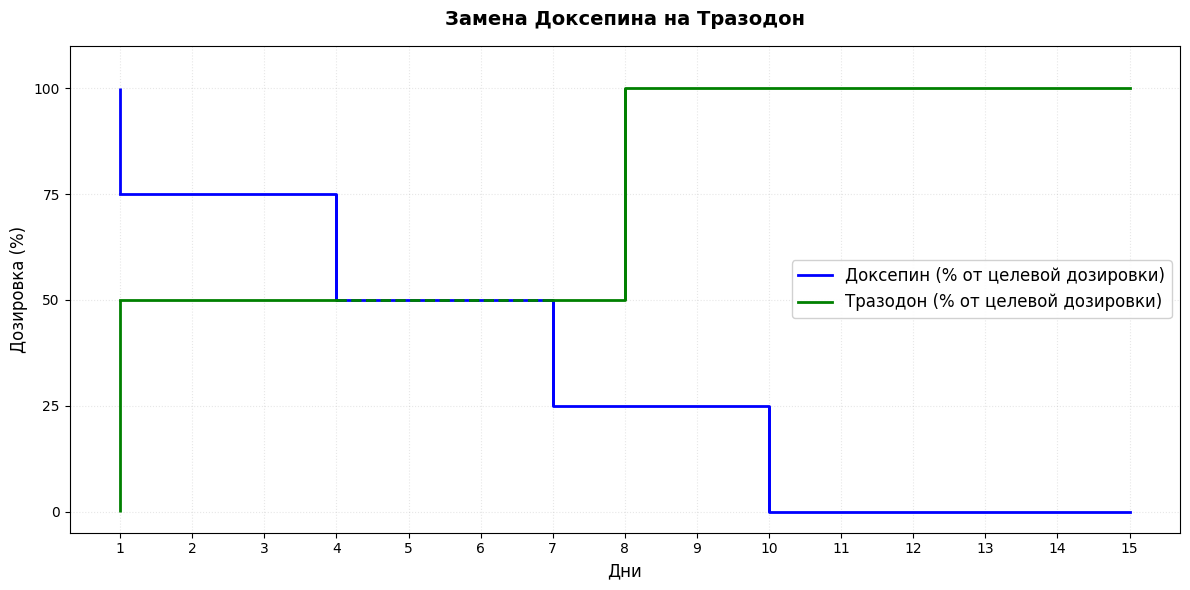 Замена Доксепина на Тразодон
Дозировка (%)
100
75
50
25
0
Доксепин (% от целевой дозировки)
Тразодон (% от целевой дозировки)
1 2 3 4 5 6 7 8 9 10 11 12 13 14 15
Дни